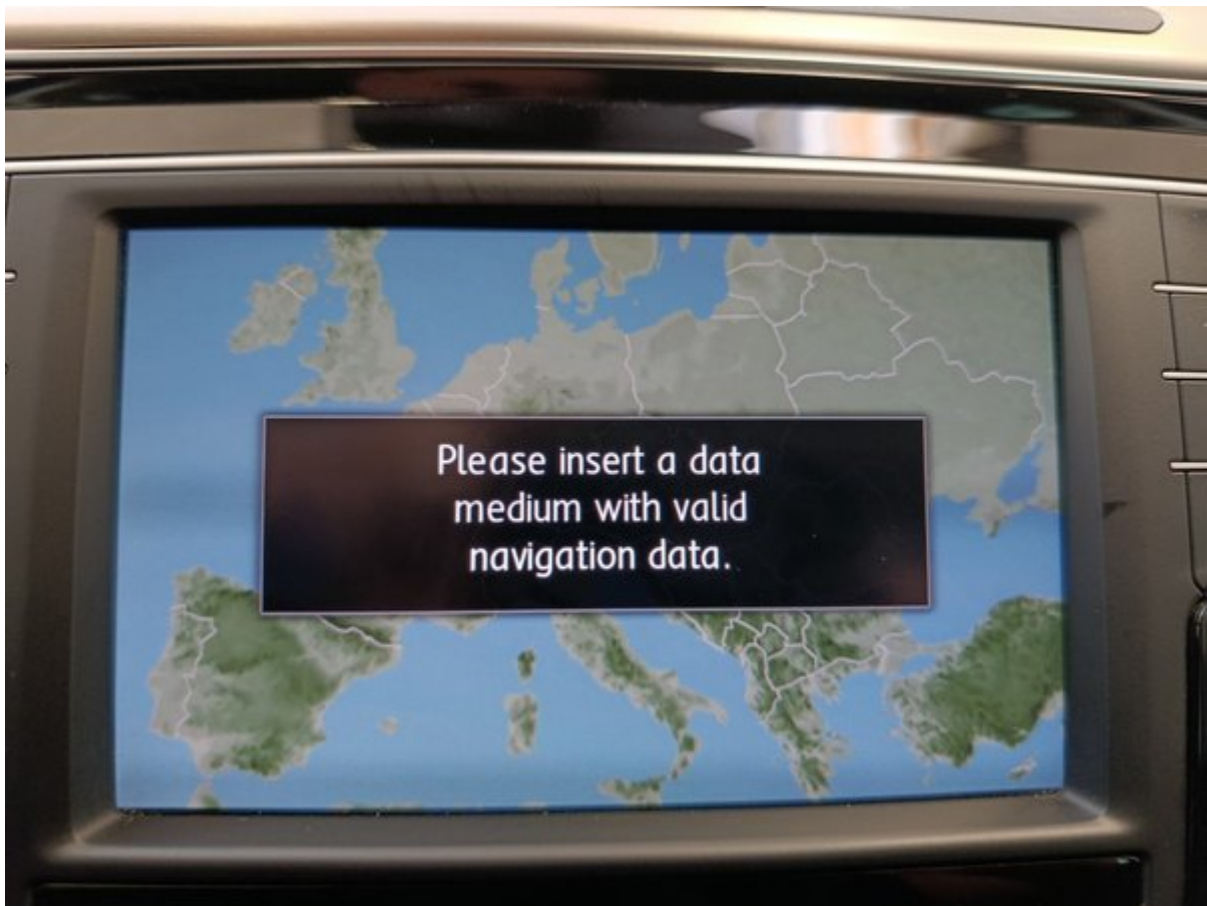 Please insert a data
medium with valid
navigation data.